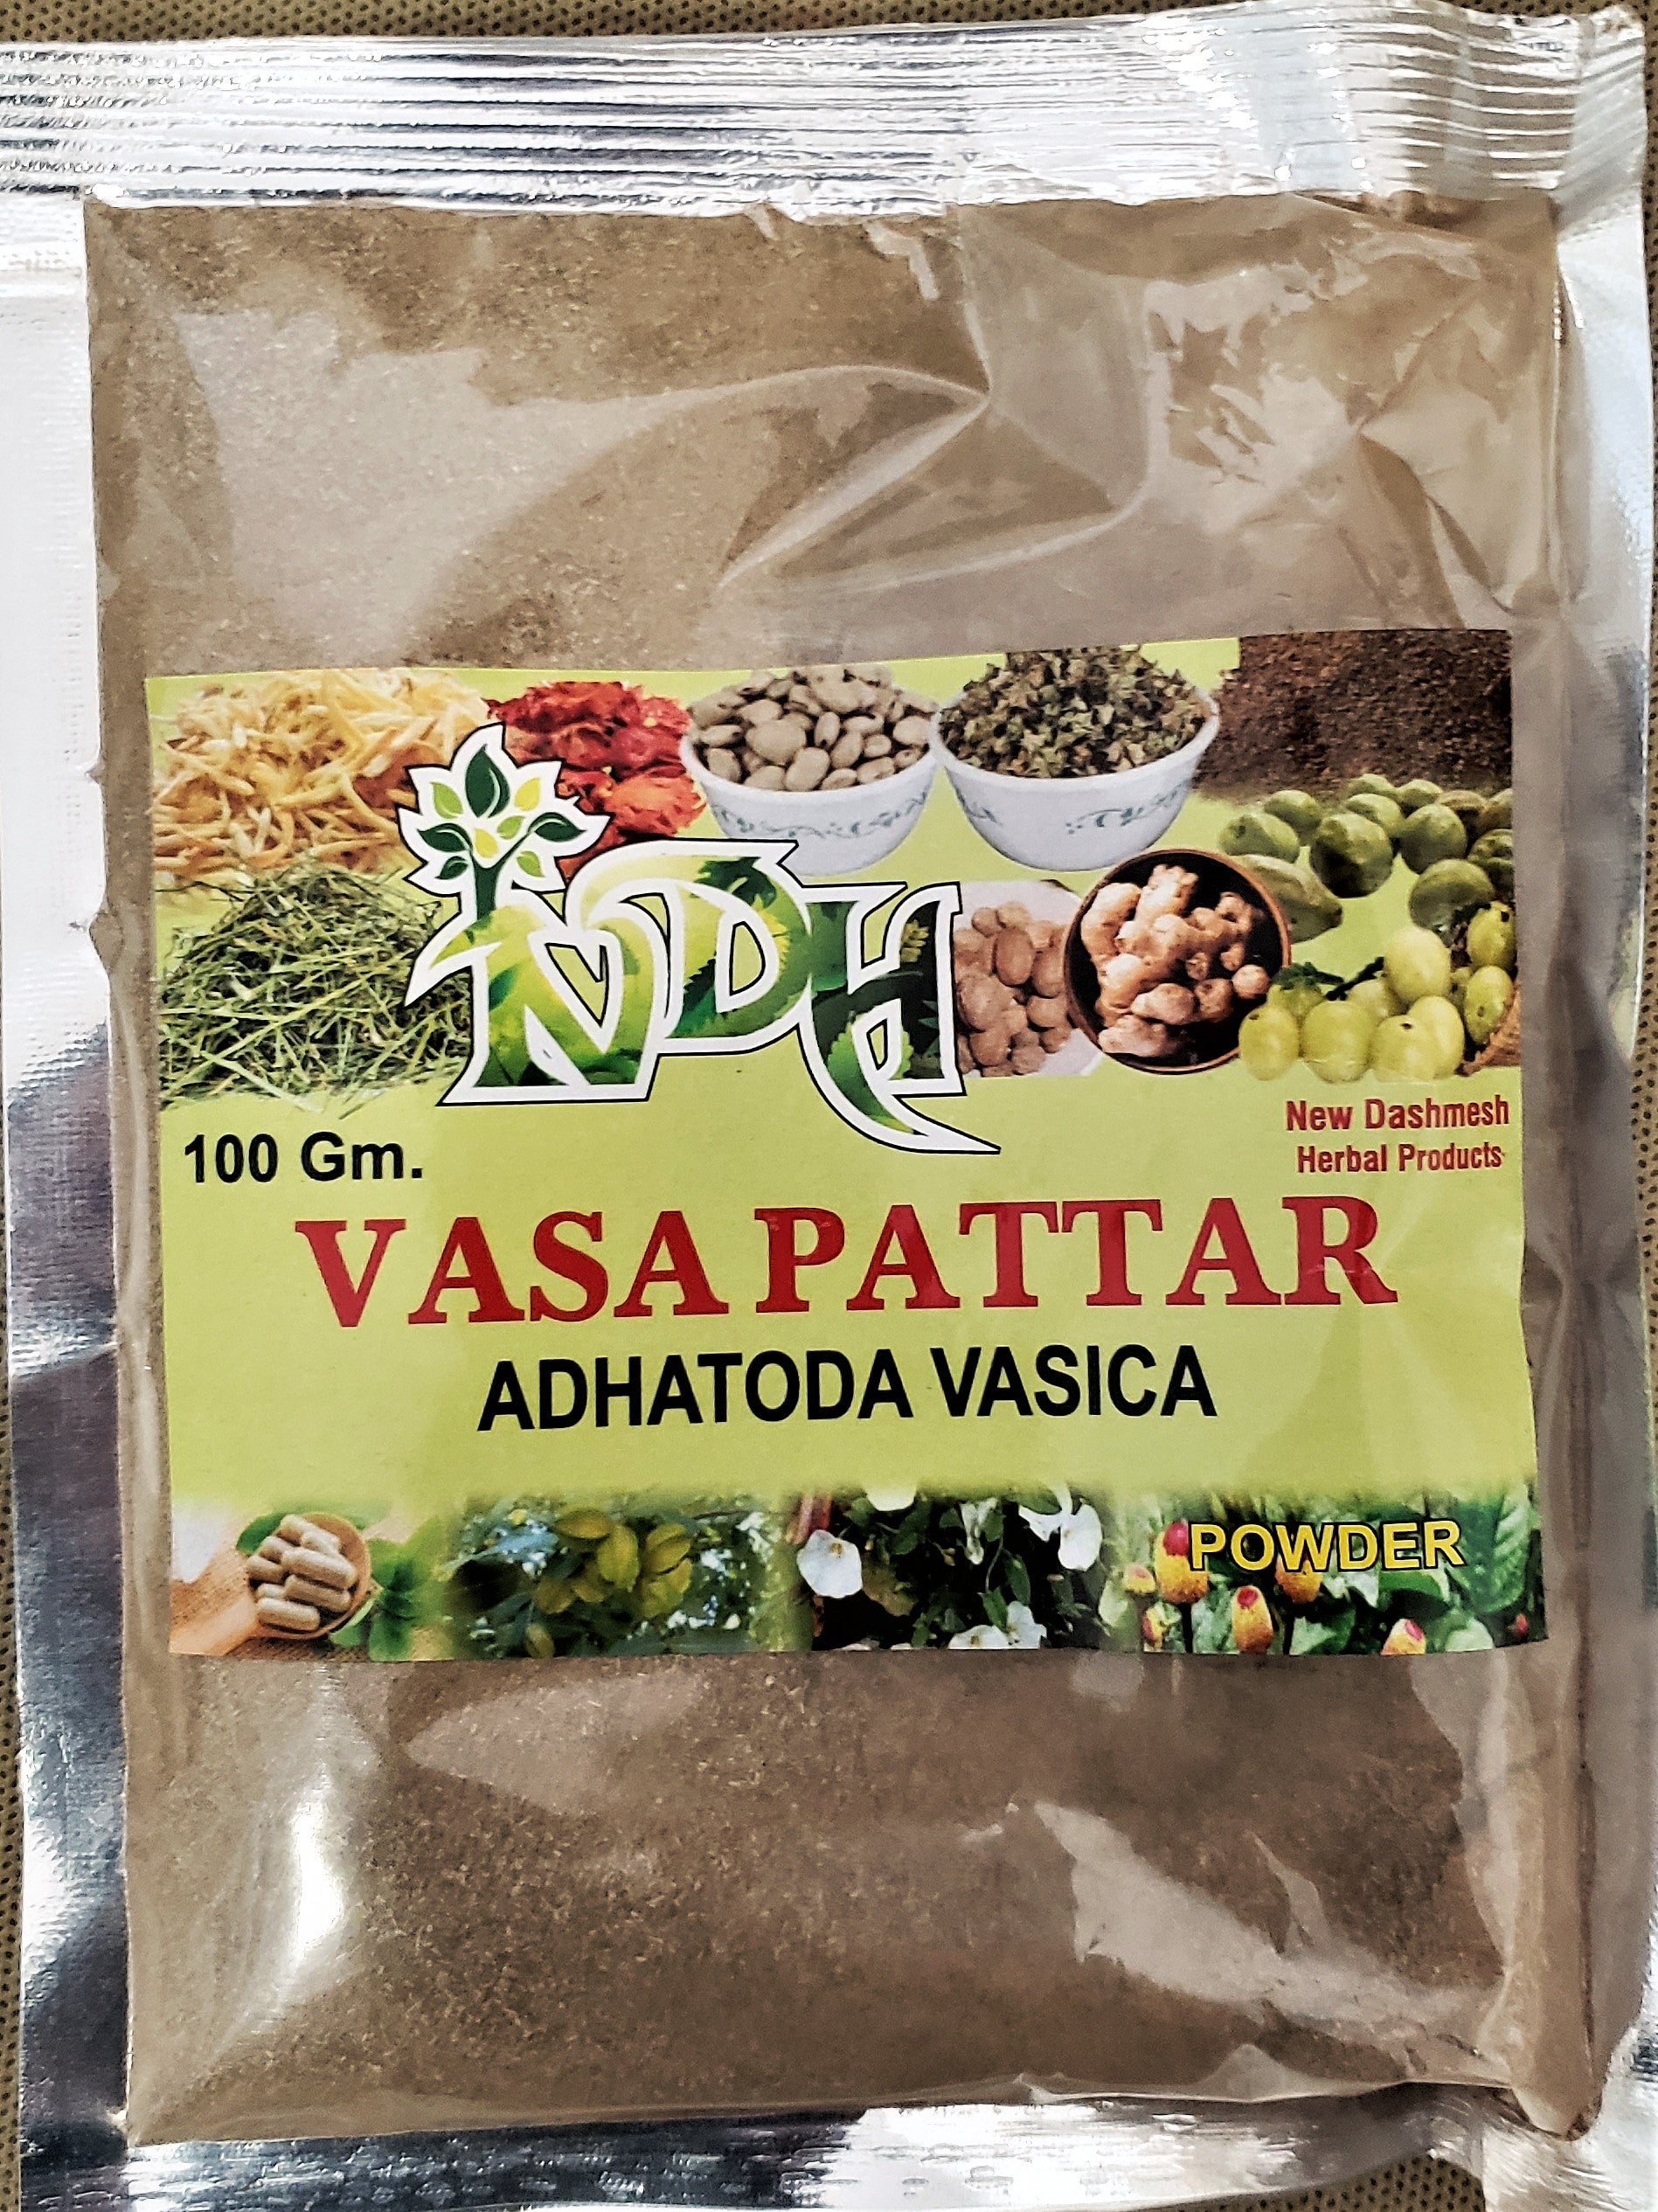 NDH
100 Gm.
New Dashmesh
Herbal Products
VASA PATTAR
ADHATODA VASICA
POWDER